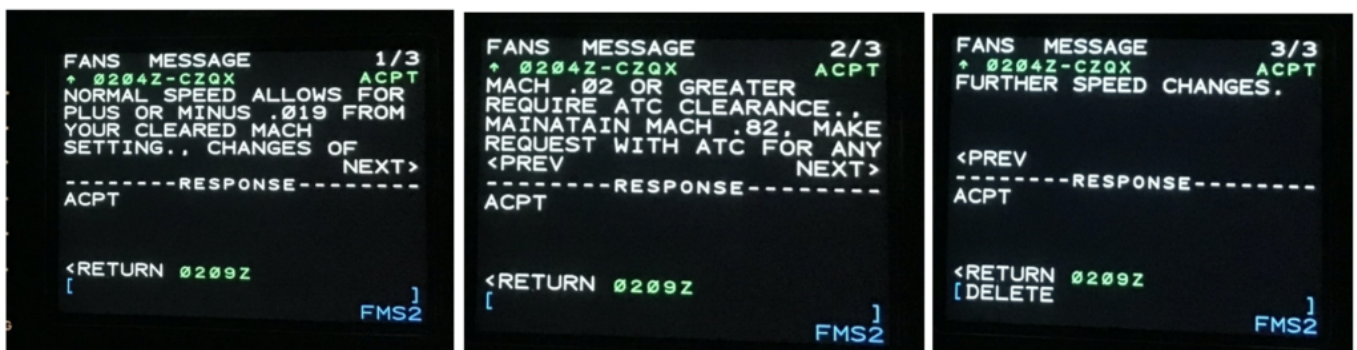 FANS MESSAGE 1/3
↑ 0204Z-CZQX ACPT
NORMAL SPEED ALLOWS FOR
PLUS OR MINUS .019 FROM
YOUR CLEARED MACH
SETTING., CHANGES OF
NEXT>
--------RESPONSE--------
ACPT
<RETURN 0209Z
[ ]
FMS2
FANS MESSAGE 2/3
↑ 0204Z-CZQX ACPT
MACH .02 OR GREATER
REQUIRE ATC CLEARANCE.,
MAINATAIN MACH .82, MAKE
REQUEST WITH ATC FOR ANY
<PREV NEXT>
--------RESPONSE--------
ACPT
<RETURN 0209Z
[ ]
FMS2
FANS MESSAGE 3/3
↑ 0204Z-CZQX ACPT
FURTHER SPEED CHANGES.
<PREV
--------RESPONSE--------
ACPT
<RETURN 0209Z
[DELETE ]
FMS2